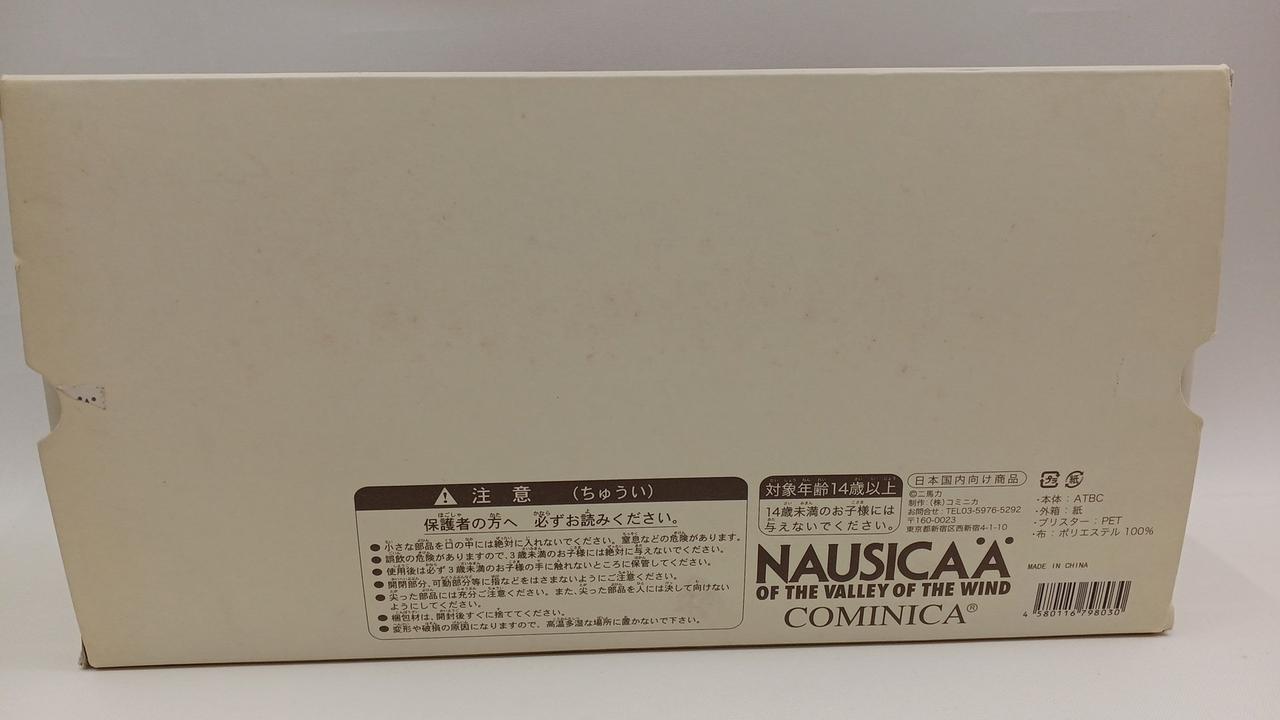 注 意 (ちゅうい)
保護者の方へ 必ずお読みください。
●小さな部品を口の中には絶対に入れないでください。窒息などの危険があります。
●誤飲の危険がありますので、3歳未満のお子様には絶対に与えないでください。
●使用後は必ず3歳未満のお子様の手に触れないところに保管してください。
●開閉部分、可動部分等に指などをはさまないようにご注意ください。
●尖った部品には充分ご注意ください。また、尖った部品を人には決して向けない
ようにしてください。
●梱包材は、開封後すぐに捨ててください。
●変形や破損の原因になりますので、高温多湿な場所に置かないで下さい。
対象年齢14歳以上
14歳未満のお子様には
与えないでください。
日本国内向け商品
©二馬力
制作:(株)コミニカ
お問合せ:TEL03-5976-5292
〒160-0023
東京都新宿区西新宿4-1-10
プラ 紙
・本体:ATBC
・外箱:紙
・ブリスター:PET
・布:ポリエステル 100%
NAUSICAÄ
OF THE VALLEY OF THE WIND
COMINICA®
MADE IN CHINA
4 580116 798030